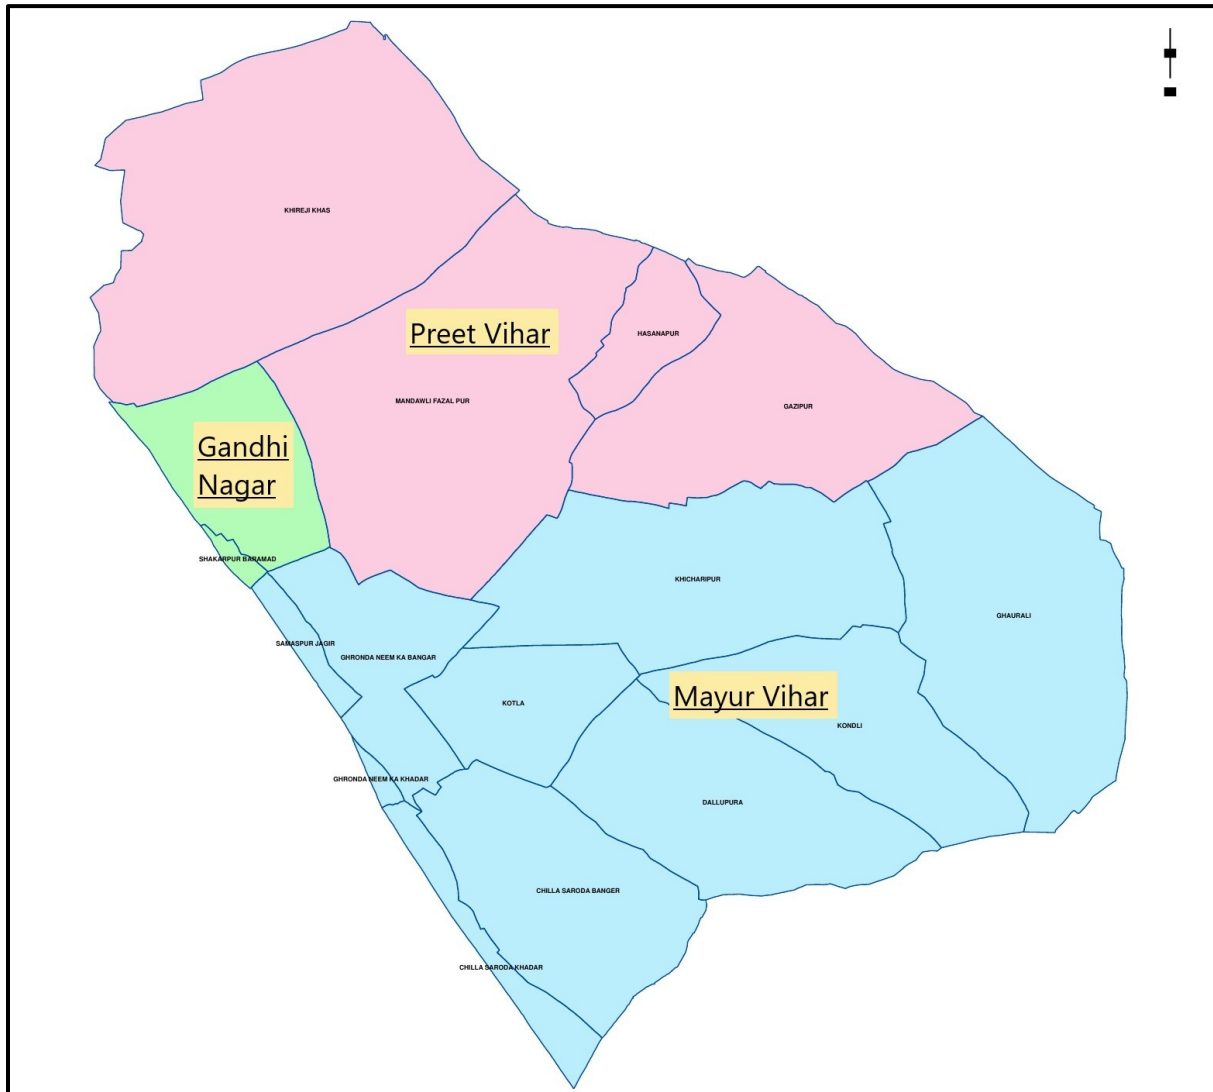 KHIREJI KHAS
Preet Vihar
HASANAPUR
MANDAWLI FAZAL PUR
GAZIPUR
Gandhi
Nagar
SHAKARPUR BARAMAD
KHICHARIPUR
GHAURALI
SAMASPUR JAGIR
GHRONDA NEEM KA BANGAR
KOTLA
Mayur Vihar
KONDLI
GHRONDA NEEM KA KHADAR
DALLUPURA
CHILLA SARODA BANGER
CHILLA SARODA KHADAR